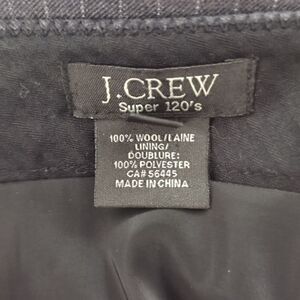 J.CREW
Super 120's
100% WOOL/LAINE
LINING/
DOUBLURE:
100% POLYESTER
CA# 56445
MADE IN CHINA